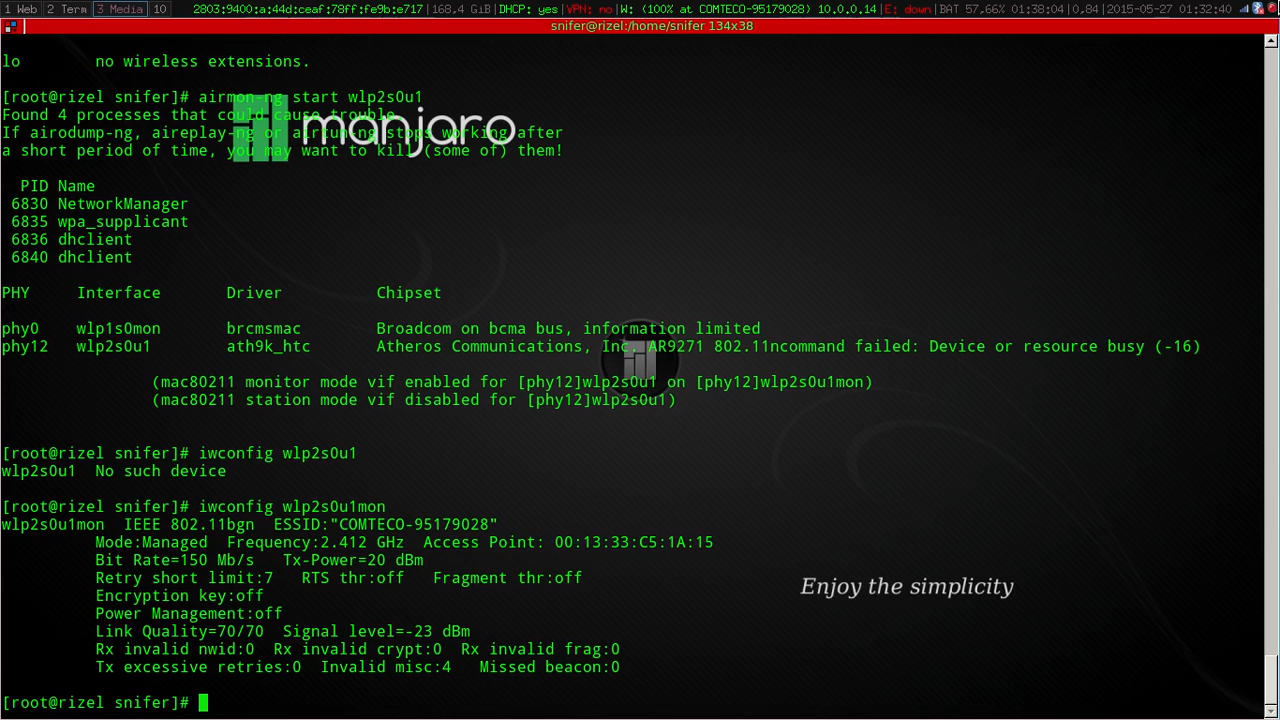 1 Web 2 Term 3 Media 10 2803:9400:a:44d:ceaf:78ff:fe9b:e717|168,4 GiB|DHCP: yes|VPN: no|W: (100% at COMTECO-95179028) 10.0.0.14|E: down|BAT 57,66% 01:38:04|0,84|2015-05-27 01:32:40
snifer@rizel:/home/snifer 134x38
lo no wireless extensions.
[root@rizel snifer]# airmon-ng start wlp2s0u1
Found 4 processes that could cause trouble.
If airodump-ng, aireplay-ng or airtun-ng stops working after
a short period of time, you may want to kill (some of) them!
manjaro
PID Name
6830 NetworkManager
6835 wpa_supplicant
6836 dhclient
6840 dhclient
PHY Interface Driver Chipset
phy0 wlp1s0mon brcmsmac Broadcom on bcma bus, information limited
phy12 wlp2s0u1 ath9k_htc Atheros Communications, Inc. AR9271 802.11ncommand failed: Device or resource busy (-16)
(mac80211 monitor mode vif enabled for [phy12]wlp2s0u1 on [phy12]wlp2s0u1mon)
(mac80211 station mode vif disabled for [phy12]wlp2s0u1)
[root@rizel snifer]# iwconfig wlp2s0u1
wlp2s0u1 No such device
[root@rizel snifer]# iwconfig wlp2s0u1mon
wlp2s0u1mon IEEE 802.11bgn ESSID:"COMTECO-95179028"
Mode:Managed Frequency:2.412 GHz Access Point: 00:13:33:C5:1A:15
Bit Rate=150 Mb/s Tx-Power=20 dBm
Retry short limit:7 RTS thr:off Fragment thr:off
Encryption key:off
Power Management:off
Link Quality=70/70 Signal level=-23 dBm
Rx invalid nwid:0 Rx invalid crypt:0 Rx invalid frag:0
Tx excessive retries:0 Invalid misc:4 Missed beacon:0
Enjoy the simplicity
[root@rizel snifer]#